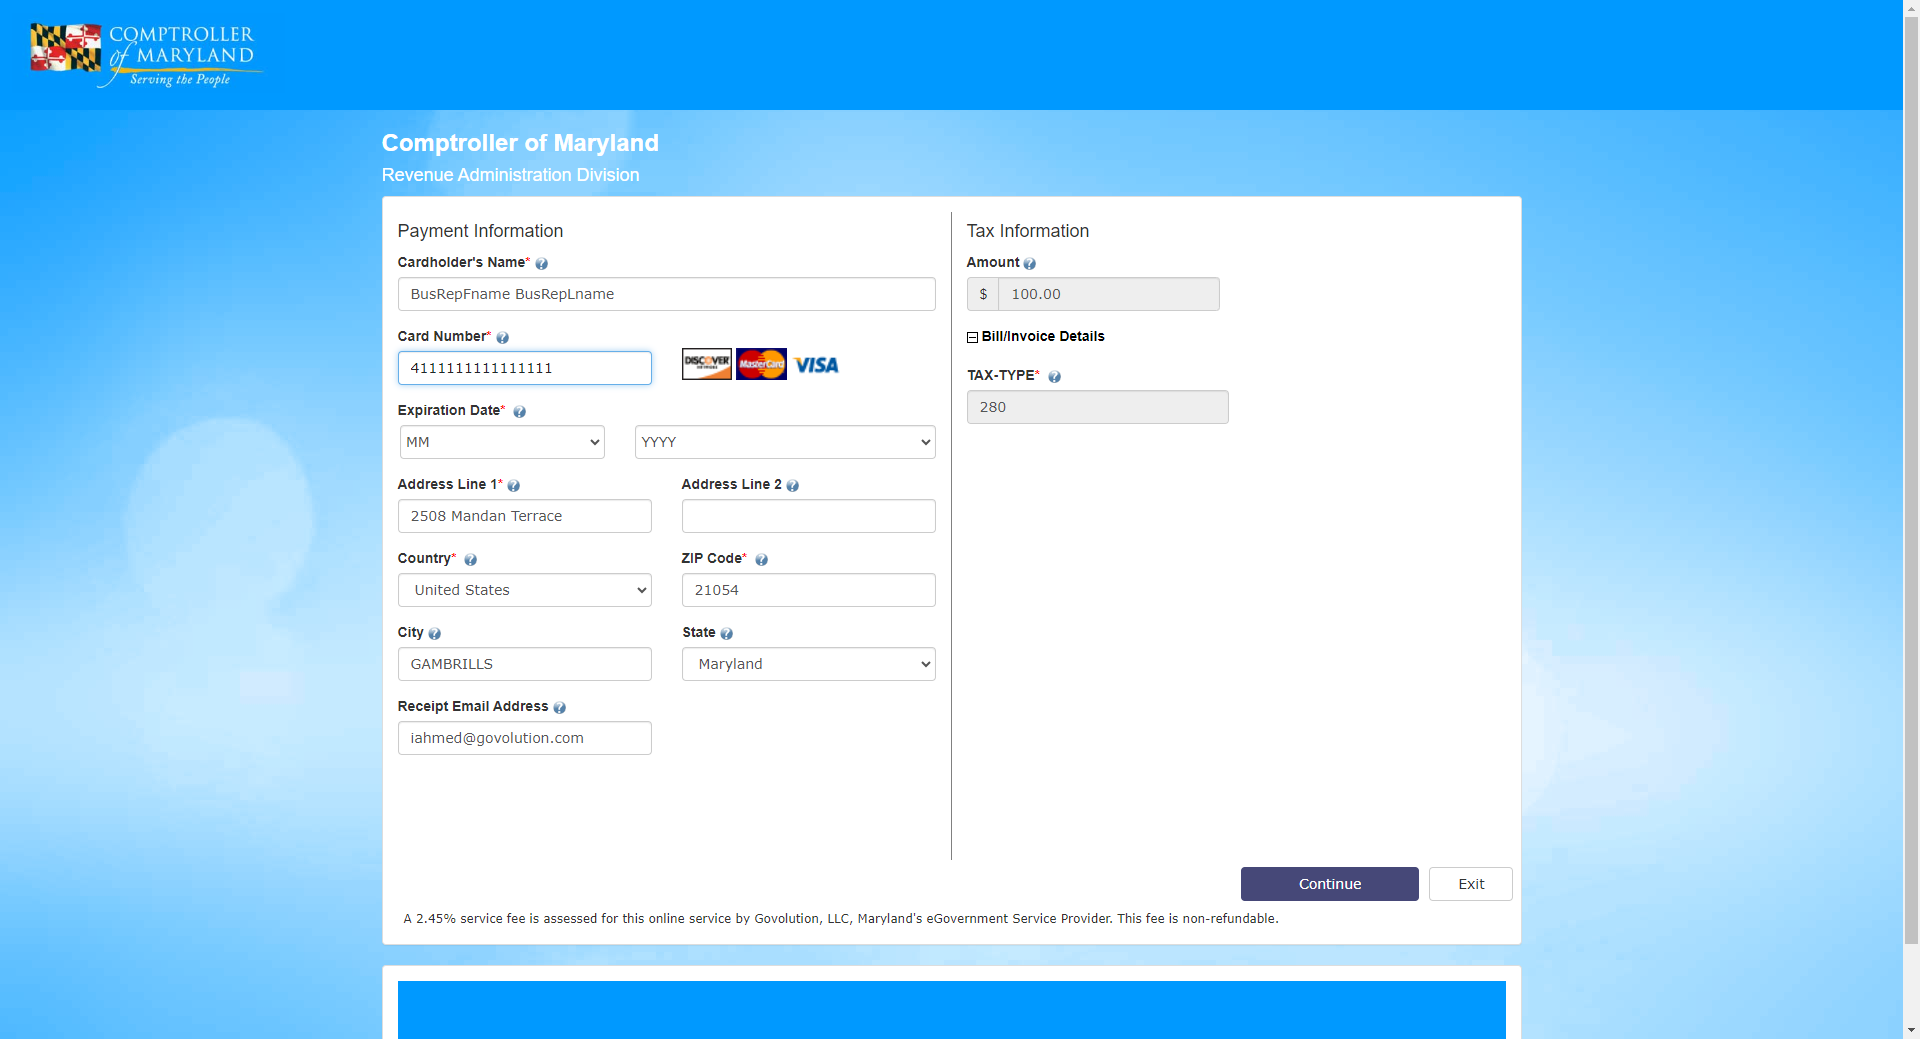 COMPTROLLER
of MARYLAND
Serving the People
Comptroller of Maryland
Revenue Administration Division
Payment Information
Cardholder's Name*
BusRepFname BusRepLname
Card Number*
4111111111111111
DISCOVER
NETWORK
MasterCard
VISA
Expiration Date*
MM
YYYY
Address Line 1*
Address Line 2
2508 Mandan Terrace
Country*
ZIP Code*
United States
21054
City
State
GAMBRILLS
Maryland
Receipt Email Address
iahmed@govolution.com
Tax Information
Amount
$ 100.00
Bill/Invoice Details
TAX-TYPE*
280
Continue
Exit
A 2.45% service fee is assessed for this online service by Govolution, LLC, Maryland's eGovernment Service Provider. This fee is non-refundable.